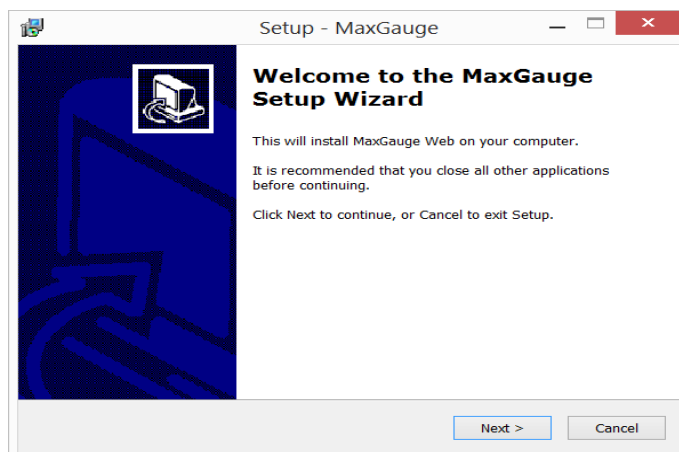 Setup - MaxGauge
Welcome to the MaxGauge
Setup Wizard
This will install MaxGauge Web on your computer.
It is recommended that you close all other applications
before continuing.
Click Next to continue, or Cancel to exit Setup.
Next >
Cancel